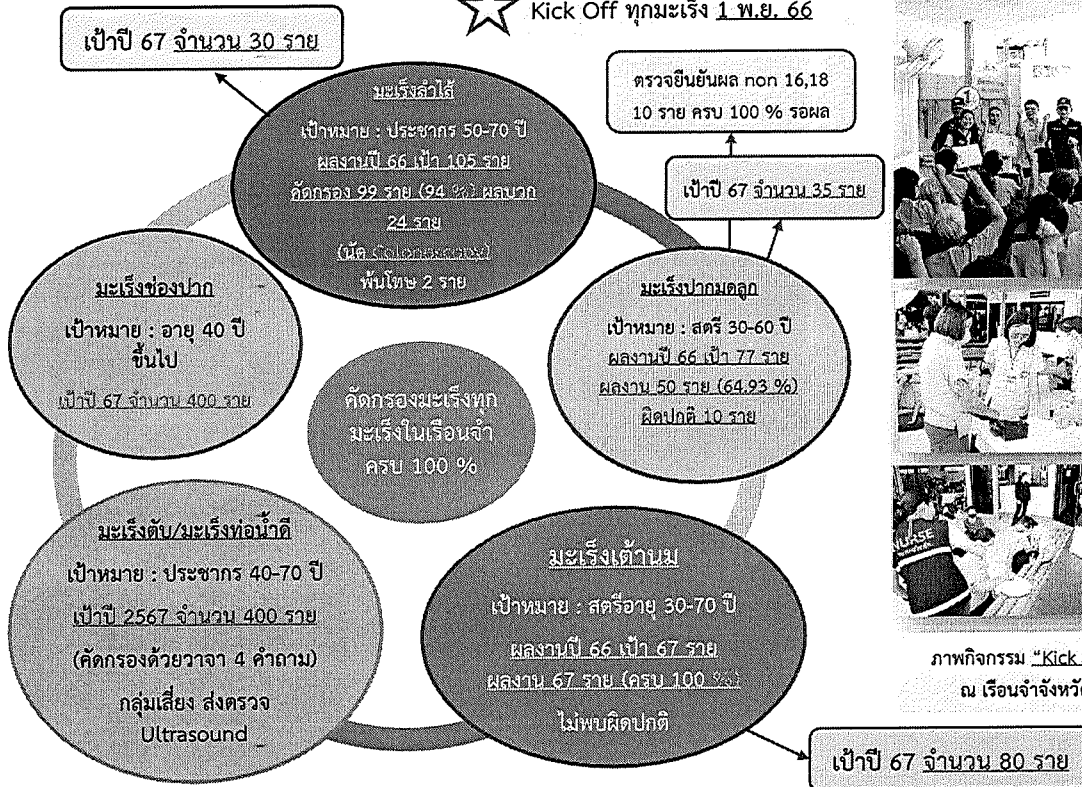 Kick Off ทุกมะเร็ง 1 พ.ย. 66
เป้าปี 67 จำนวน 30 ราย
มะเร็งลำไส้
เป้าหมาย : ประชากร 50-70 ปี
ผลงานปี 66 เป้า 105 ราย
คัดกรอง 99 ราย (94 %) ผลบวก
24 ราย
(นัด Colonoscopy)
พ้นโทษ 2 ราย
ตรวจยืนยันผล non 16,18
10 ราย ครบ 100 % รอผล
เป้าปี 67 จำนวน 35 ราย
มะเร็งปากมดลูก
เป้าหมาย : สตรี 30-60 ปี
ผลงานปี 66 เป้า 77 ราย
ผลงาน 50 ราย (64.93 %)
ผิดปกติ 10 ราย
มะเร็งช่องปาก
เป้าหมาย : อายุ 40 ปี
ขึ้นไป
เป้าปี 67 จำนวน 400 ราย
คัดกรองมะเร็งทุก
มะเร็งในเรือนจำ
ครบ 100 %
มะเร็งตับ/มะเร็งท่อน้ำดี
เป้าหมาย : ประชากร 40-70 ปี
เป้าปี 2567 จำนวน 400 ราย
(คัดกรองด้วยวาจา 4 คำถาม)
กลุ่มเสี่ยง ส่งตรวจ
Ultrasound
มะเร็งเต้านม
เป้าหมาย : สตรีอายุ 30-70 ปี
ผลงานปี 66 เป้า 67 ราย
ผลงาน 67 ราย (ครบ 100 %)
ไม่พบผิดปกติ
เป้าปี 67 จำนวน 80 ราย
1
NURSE
ภาพกิจกรรม "Kick
ณ เรือนจำจังหวั